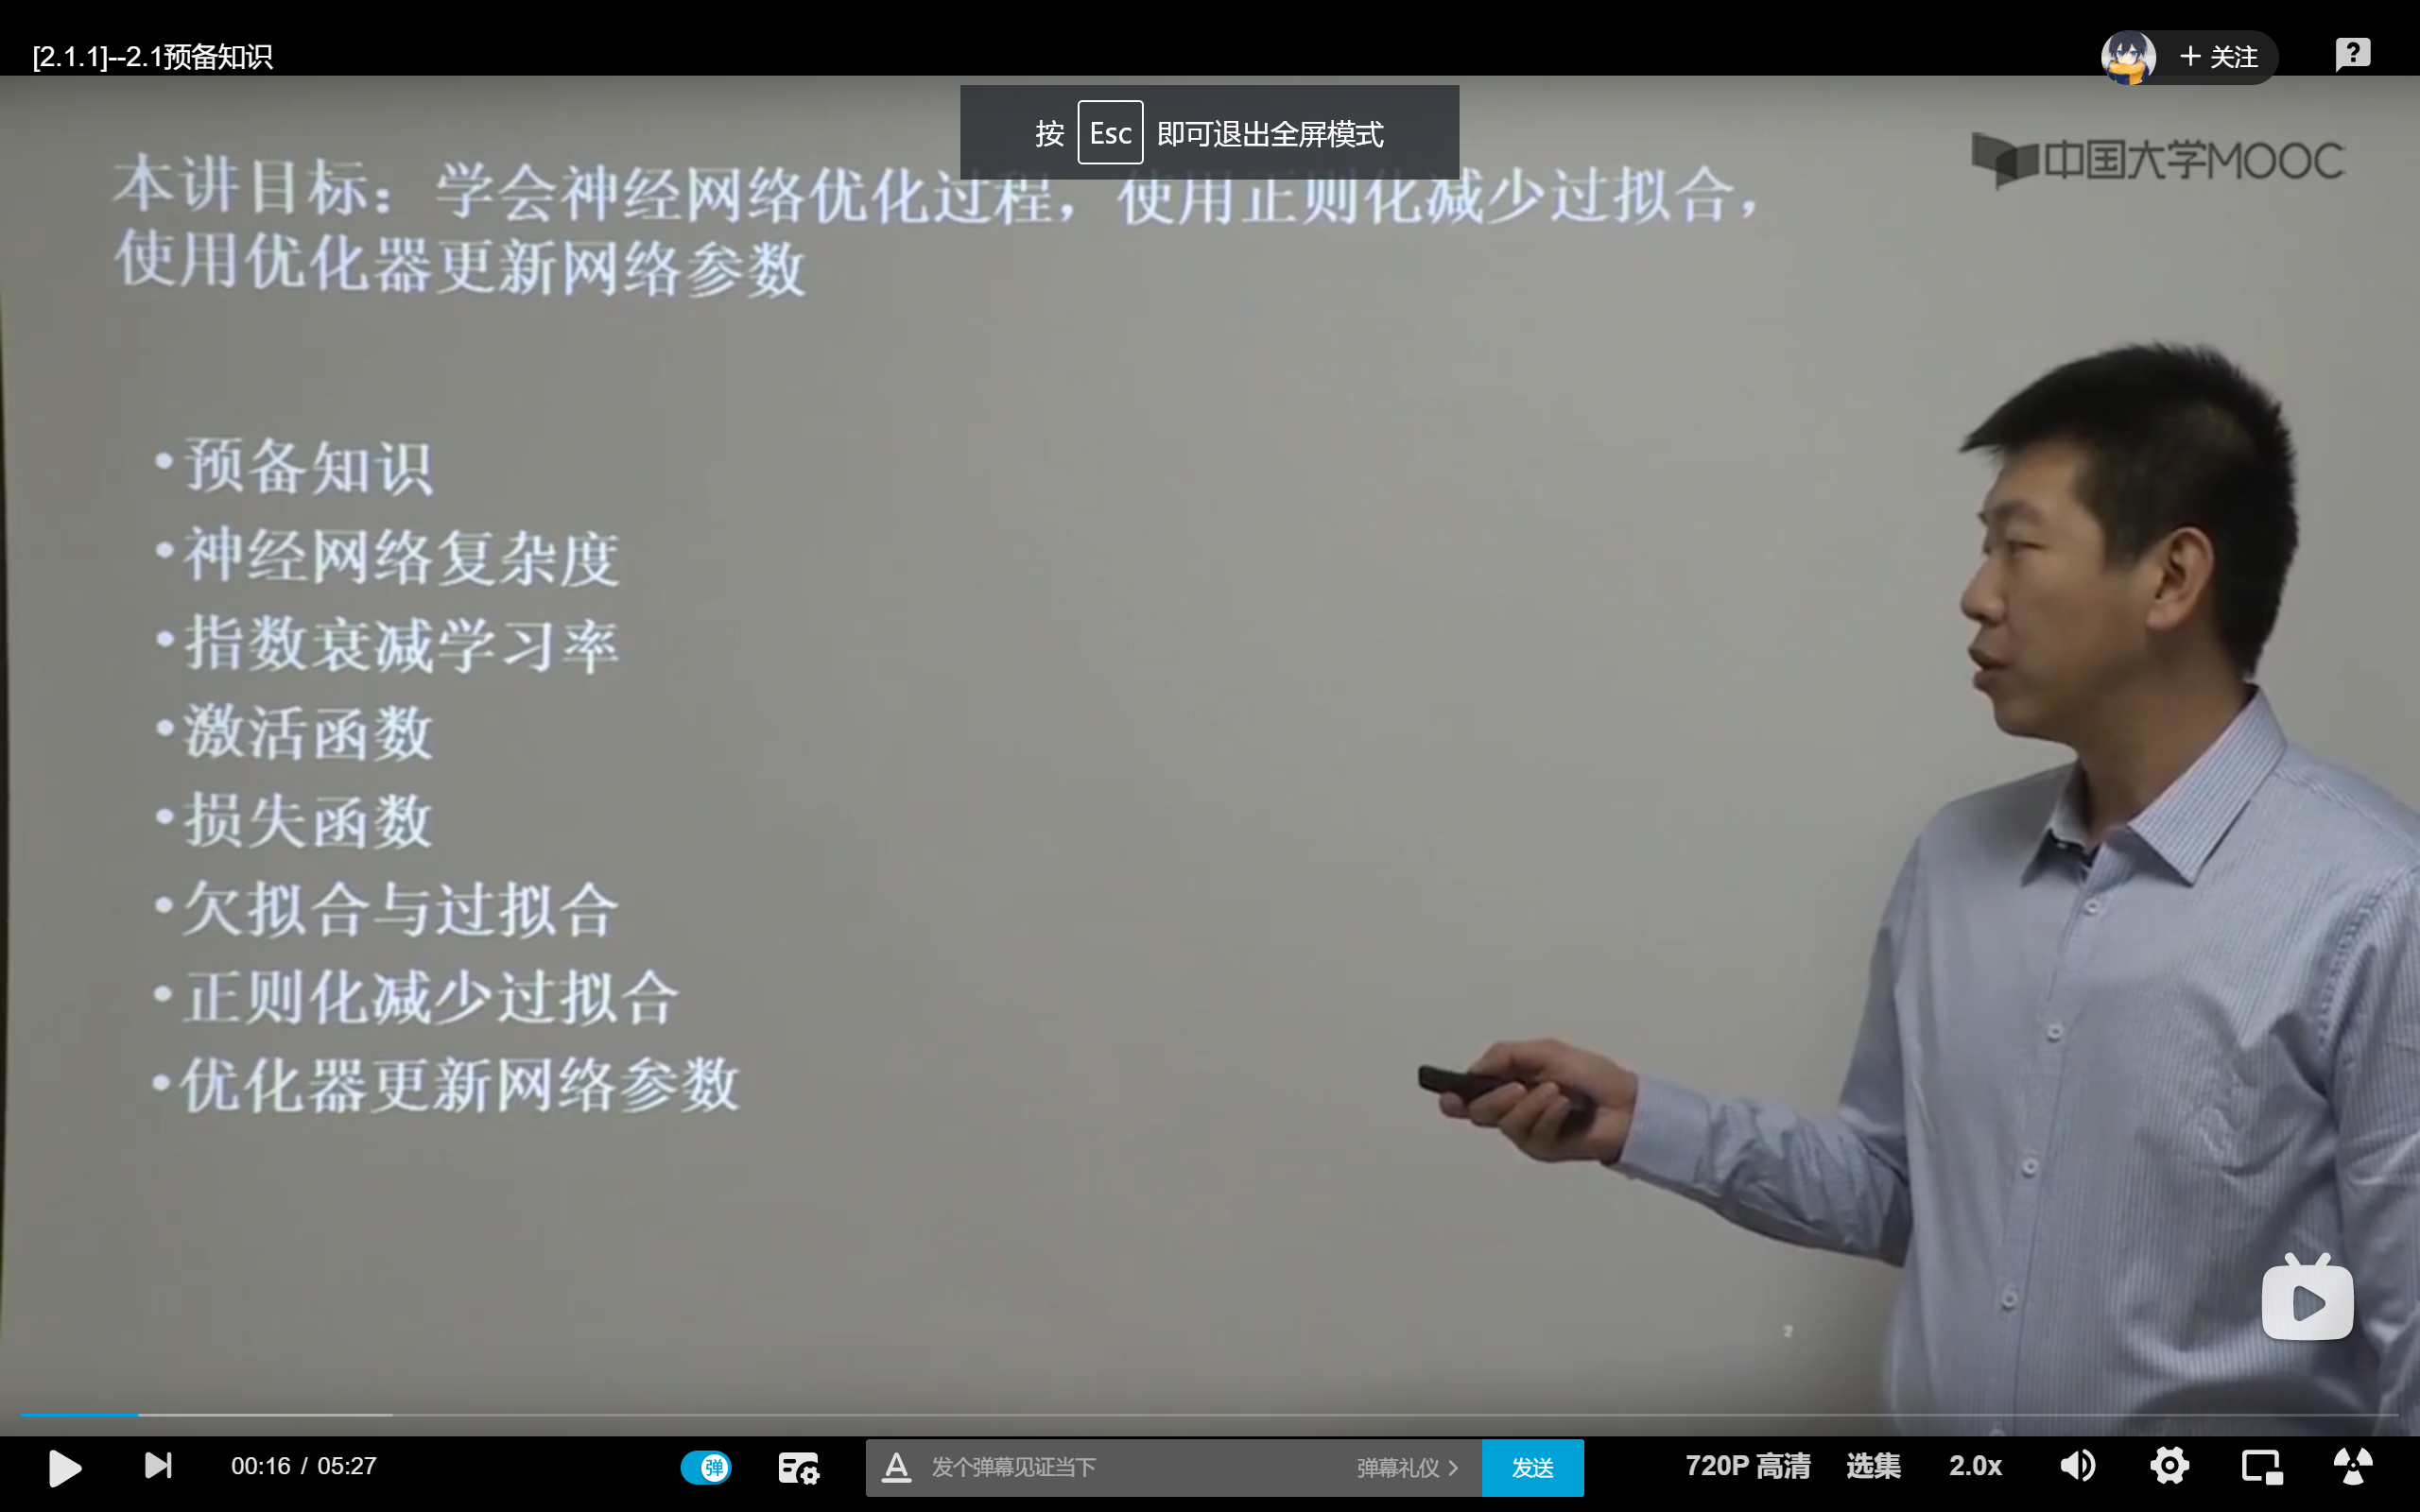 [2.1.1]--2.1预备知识
+ 关注
按 Esc 即可退出全屏模式
中国大学MOOC
本讲目标：学会神经网络优化过程，使用正则化减少过拟合，
使用优化器更新网络参数
•预备知识
•神经网络复杂度
•指数衰减学习率
•激活函数
•损失函数
•欠拟合与过拟合
•正则化减少过拟合
•优化器更新网络参数
2
00:16 / 05:27
弹
A 发个弹幕见证当下
弹幕礼仪 >
发送
720P 高清
选集
2.0x